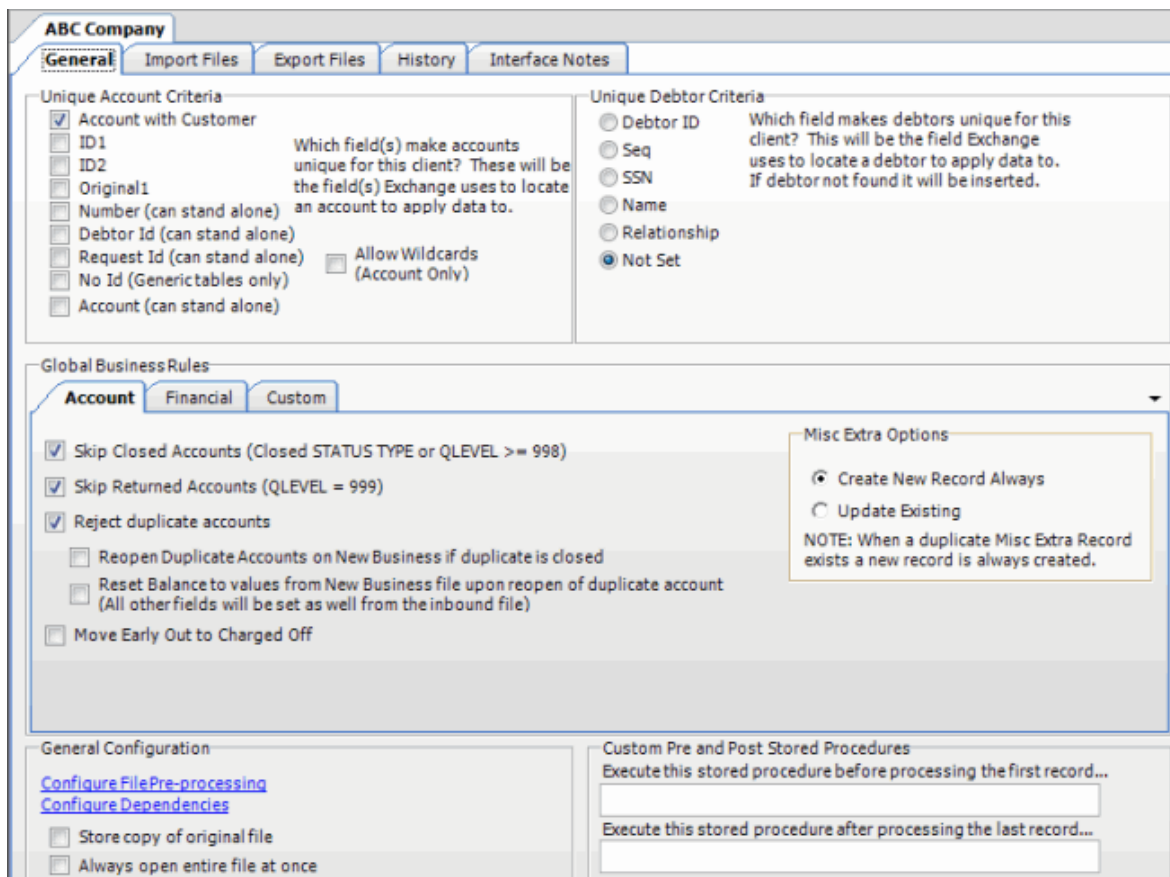 ABC Company
General
Import Files
Export Files
History
Interface Notes
Unique Account Criteria
Account with Customer
ID1
ID2
Original1
Number (can stand alone)
Debtor Id (can stand alone)
Request Id (can stand alone)
No Id (Generic tables only)
Account (can stand alone)
Which field(s) make accounts
unique for this client? These will be
the field(s) Exchange uses to locate
an account to apply data to.
Allow Wildcards
(Account Only)
Unique Debtor Criteria
Debtor ID
Seq
SSN
Name
Relationship
Not Set
Which field makes debtors unique for this
client? This will be the field Exchange
uses to locate a debtor to apply data to.
If debtor not found it will be inserted.
Global Business Rules
Account
Financial
Custom
Skip Closed Accounts (Closed STATUS TYPE or QLEVEL >= 998)
Skip Returned Accounts (QLEVEL = 999)
Reject duplicate accounts
Reopen Duplicate Accounts on New Business if duplicate is closed
Reset Balance to values from New Business file upon reopen of duplicate account
(All other fields will be set as well from the inbound file)
Move Early Out to Charged Off
Misc Extra Options
Create New Record Always
Update Existing
NOTE: When a duplicate Misc Extra Record
exists a new record is always created.
General Configuration
Configure File Pre-processing
Configure Dependencies
Store copy of original file
Always open entire file at once
Custom Pre and Post Stored Procedures
Execute this stored procedure before processing the first record...
Execute this stored procedure after processing the last record...